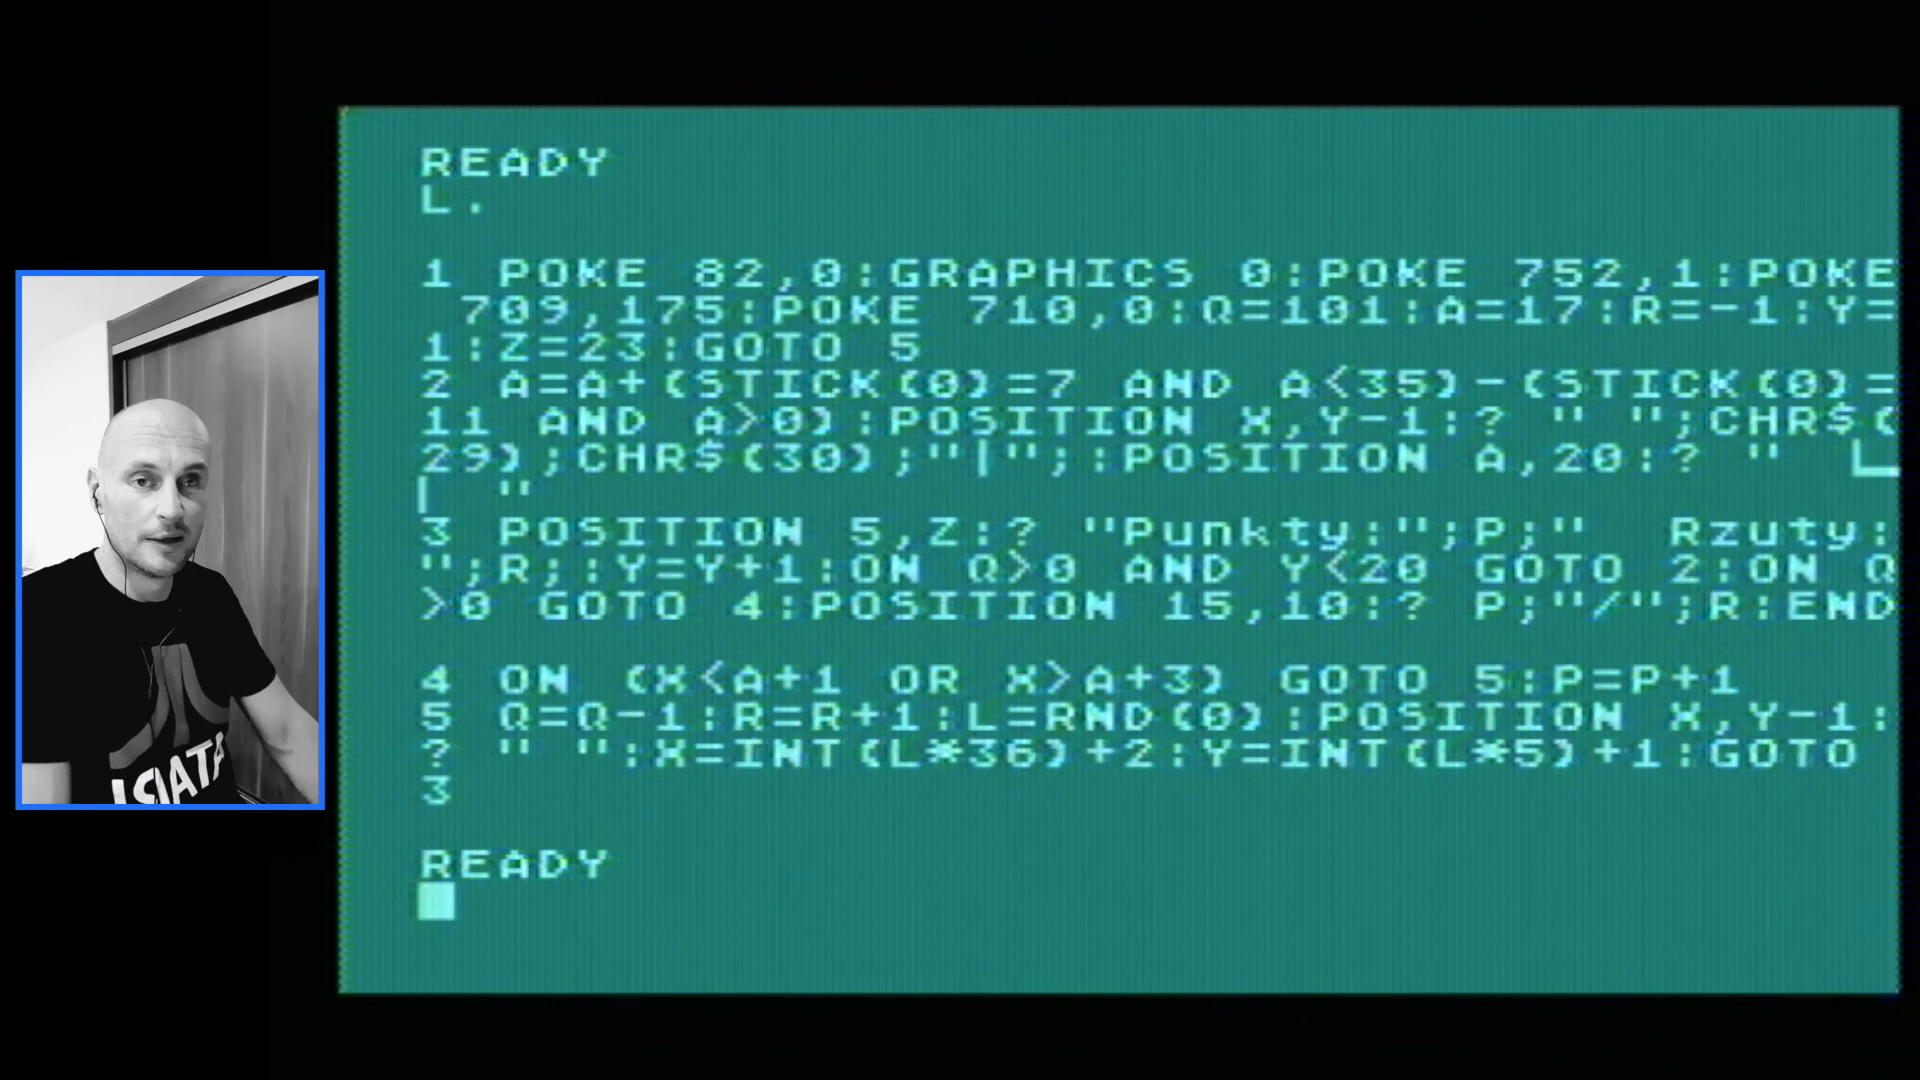 READY
L.
1 POKE 82,0:GRAPHICS 0:POKE 752,1:POKE
709,175:POKE 710,0:Q=101:A=17:R=-1:Y=
1:Z=23:GOTO 5
2 A=A+(STICK(0)=7 AND A<35)-(STICK(0)=
11 AND A>0):POSITION X,Y-1:? " ";CHR$(
29);CHR$(30);"|";:POSITION A,20:? "  ⎣_
|  "
3 POSITION 5,Z:? "Punkty:";P;"  Rzuty:
";R;:Y=Y+1:ON Q>0 AND Y<20 GOTO 2:ON Q
>0 GOTO 4:POSITION 15,10:? P;"/";R:END
4 ON (X<A+1 OR X>A+3) GOTO 5:P=P+1
5 Q=Q-1:R=R+1:L=RND(0):POSITION X,Y-1:
? " ":X=INT(L*36)+2:Y=INT(L*5)+1:GOTO
3
READY
ATARI